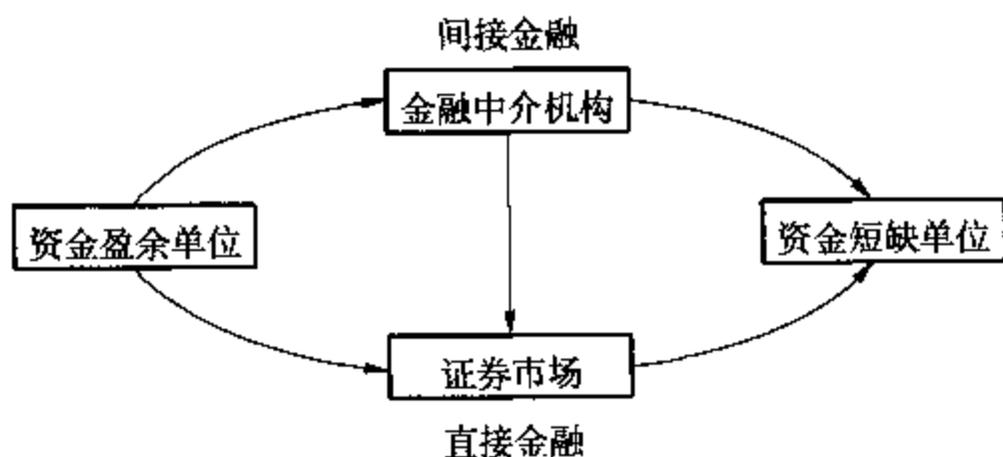 间接金融
金融中介机构
资金盈余单位
资金短缺单位
证券市场
直接金融